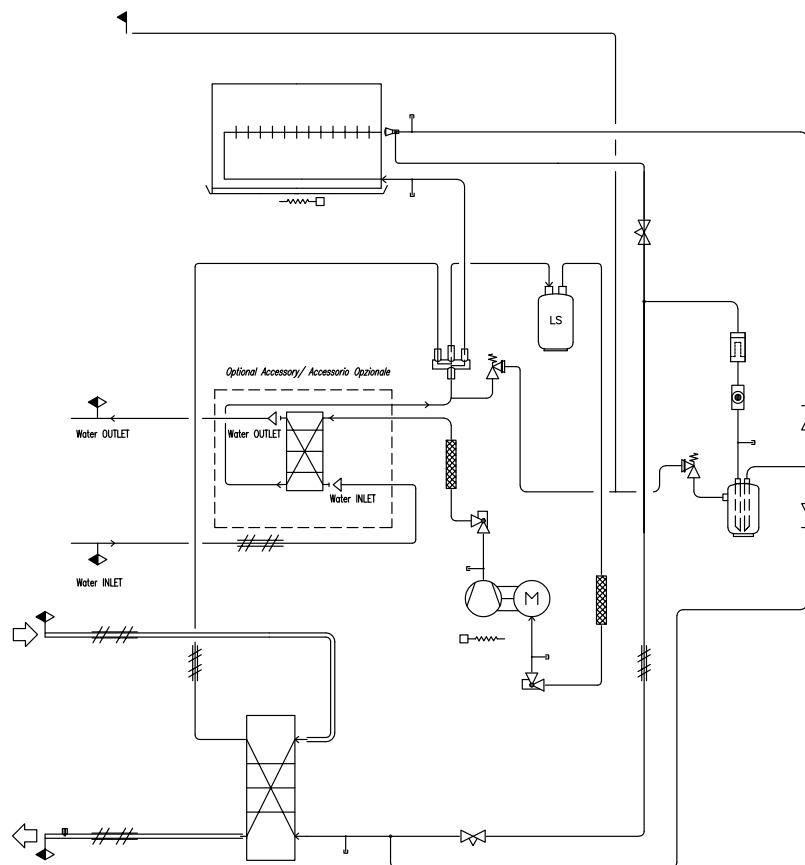 LS
Optional Accessory/ Accessorio Opzionale
Water OUTLET
Water OUTLET
Water INLET
Water INLET
M